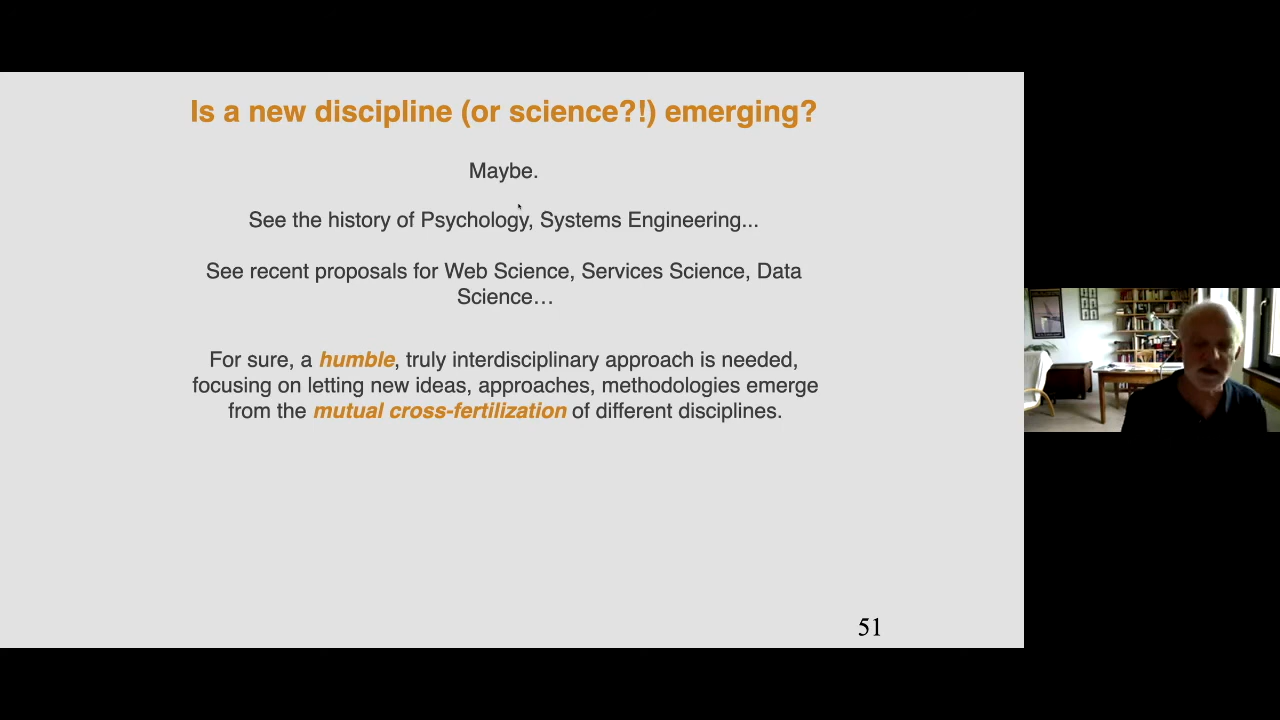 Is a new discipline (or science?!) emerging?
Maybe.
See the history of Psychology, Systems Engineering...
See recent proposals for Web Science, Services Science, Data
Science…
For sure, a humble, truly interdisciplinary approach is needed,
focusing on letting new ideas, approaches, methodologies emerge
from the mutual cross-fertilization of different disciplines.
51